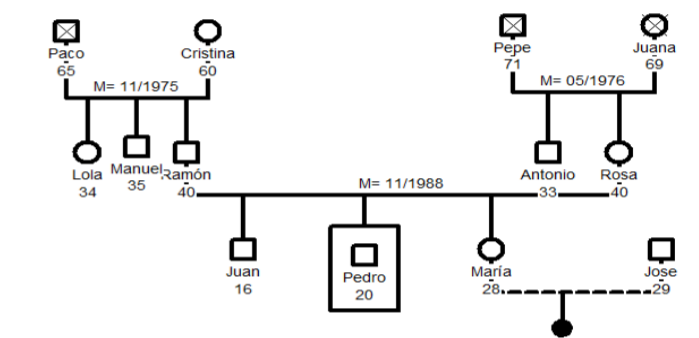 Paco
65
Cristina
60
Pepe
71
Juana
69
M= 11/1975
M= 05/1976
Lola
34
Manuel
35
Ramón
40
Antonio
33
Rosa
40
M= 11/1988
Juan
16
Pedro
20
María
28
Jose
29